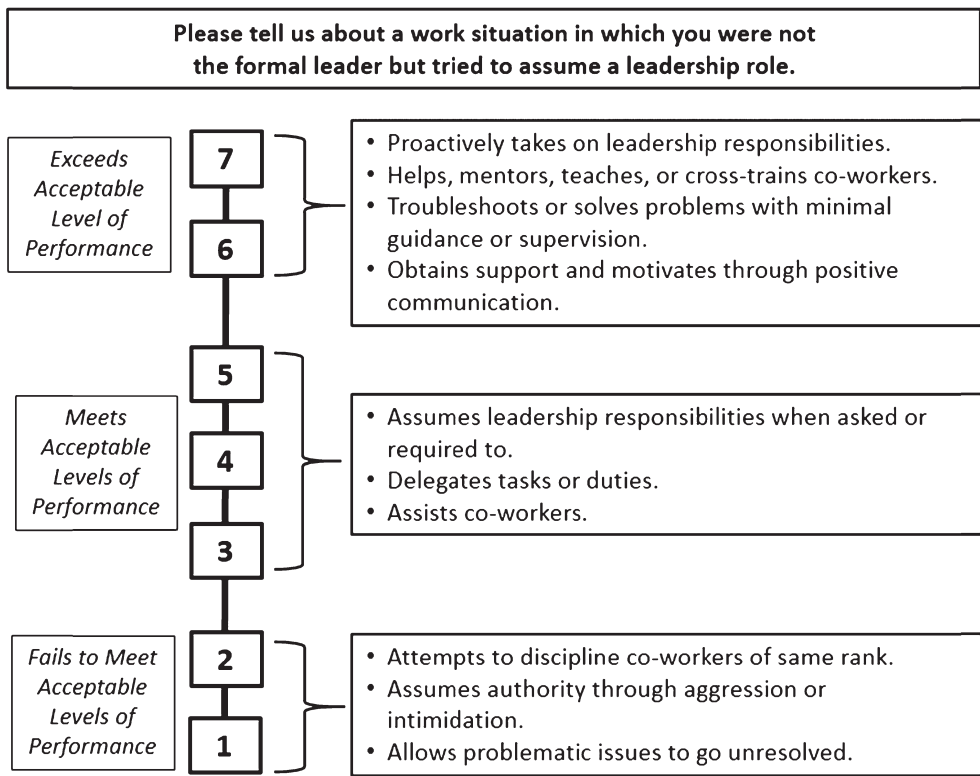 Please tell us about a work situation in which you were not
the formal leader but tried to assume a leadership role.
Exceeds
Acceptable
Level of
Performance
7
6
• Proactively takes on leadership responsibilities.
• Helps, mentors, teaches, or cross-trains co-workers.
• Troubleshoots or solves problems with minimal
guidance or supervision.
• Obtains support and motivates through positive
communication.
Meets
Acceptable
Levels of
Performance
5
4
3
• Assumes leadership responsibilities when asked or
required to.
• Delegates tasks or duties.
• Assists co-workers.
Fails to Meet
Acceptable
Levels of
Performance
2
1
• Attempts to discipline co-workers of same rank.
• Assumes authority through aggression or
intimidation.
• Allows problematic issues to go unresolved.